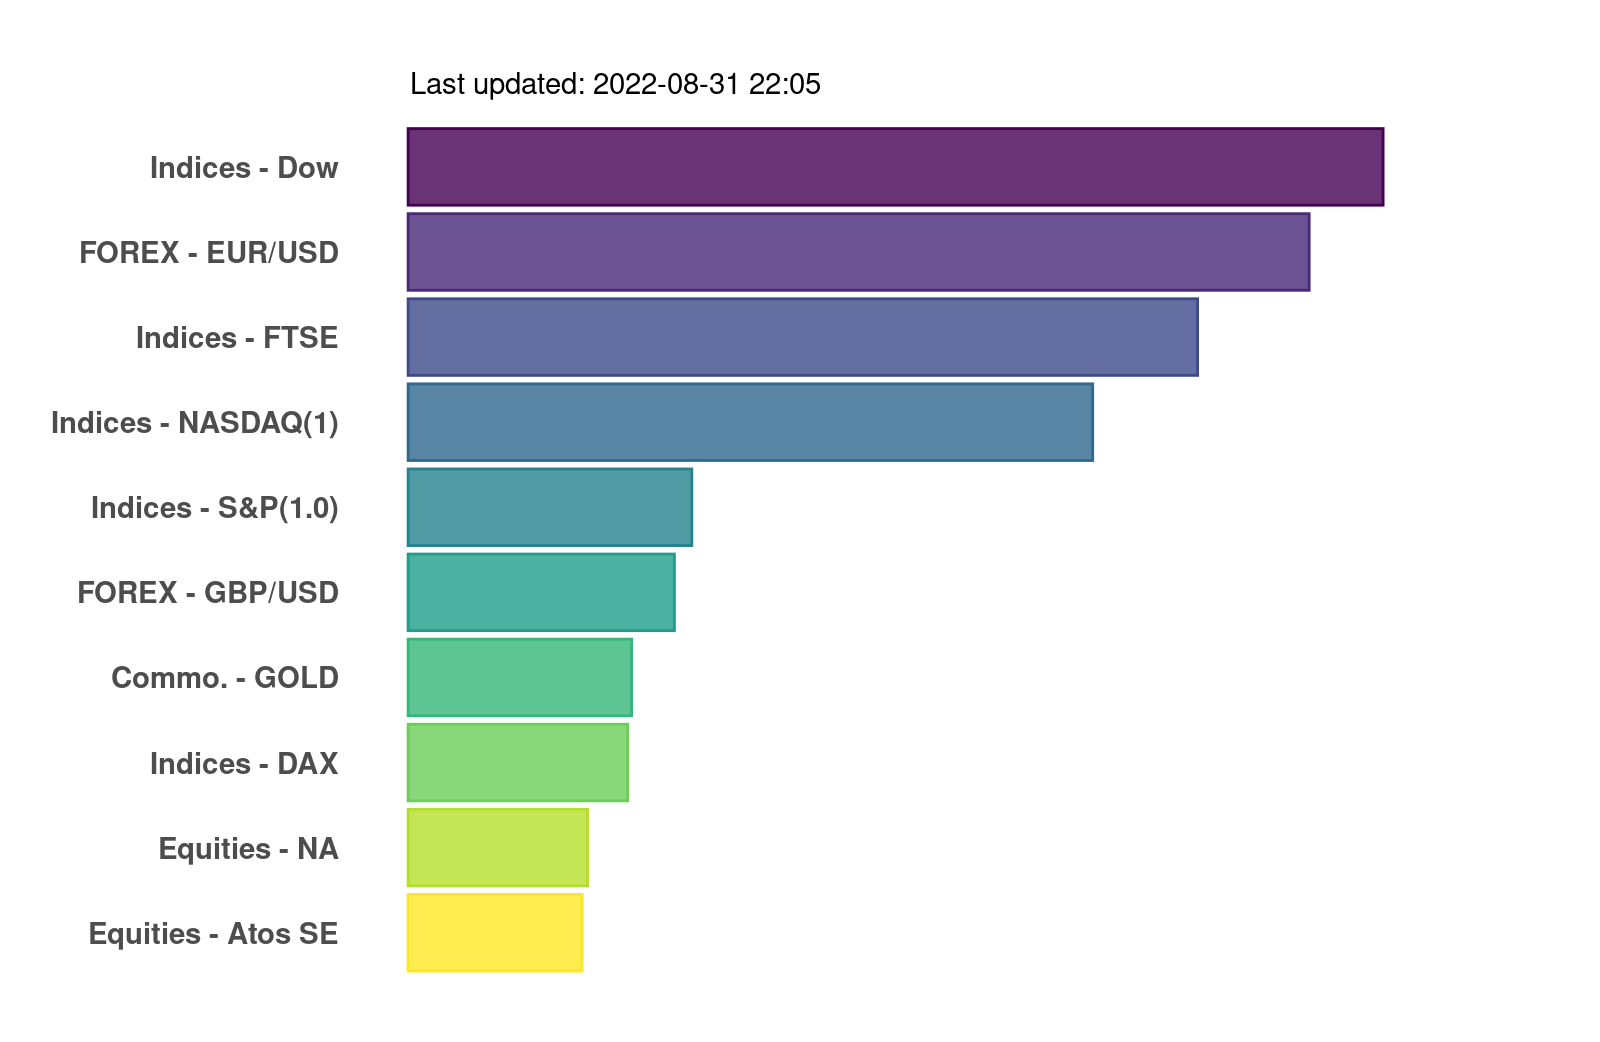 Last updated: 2022-08-31 22:05
Indices - Dow
FOREX - EUR/USD
Indices - FTSE
Indices - NASDAQ(1)
Indices - S&P(1.0)
FOREX - GBP/USD
Commo. - GOLD
Indices - DAX
Equities - NA
Equities - Atos SE